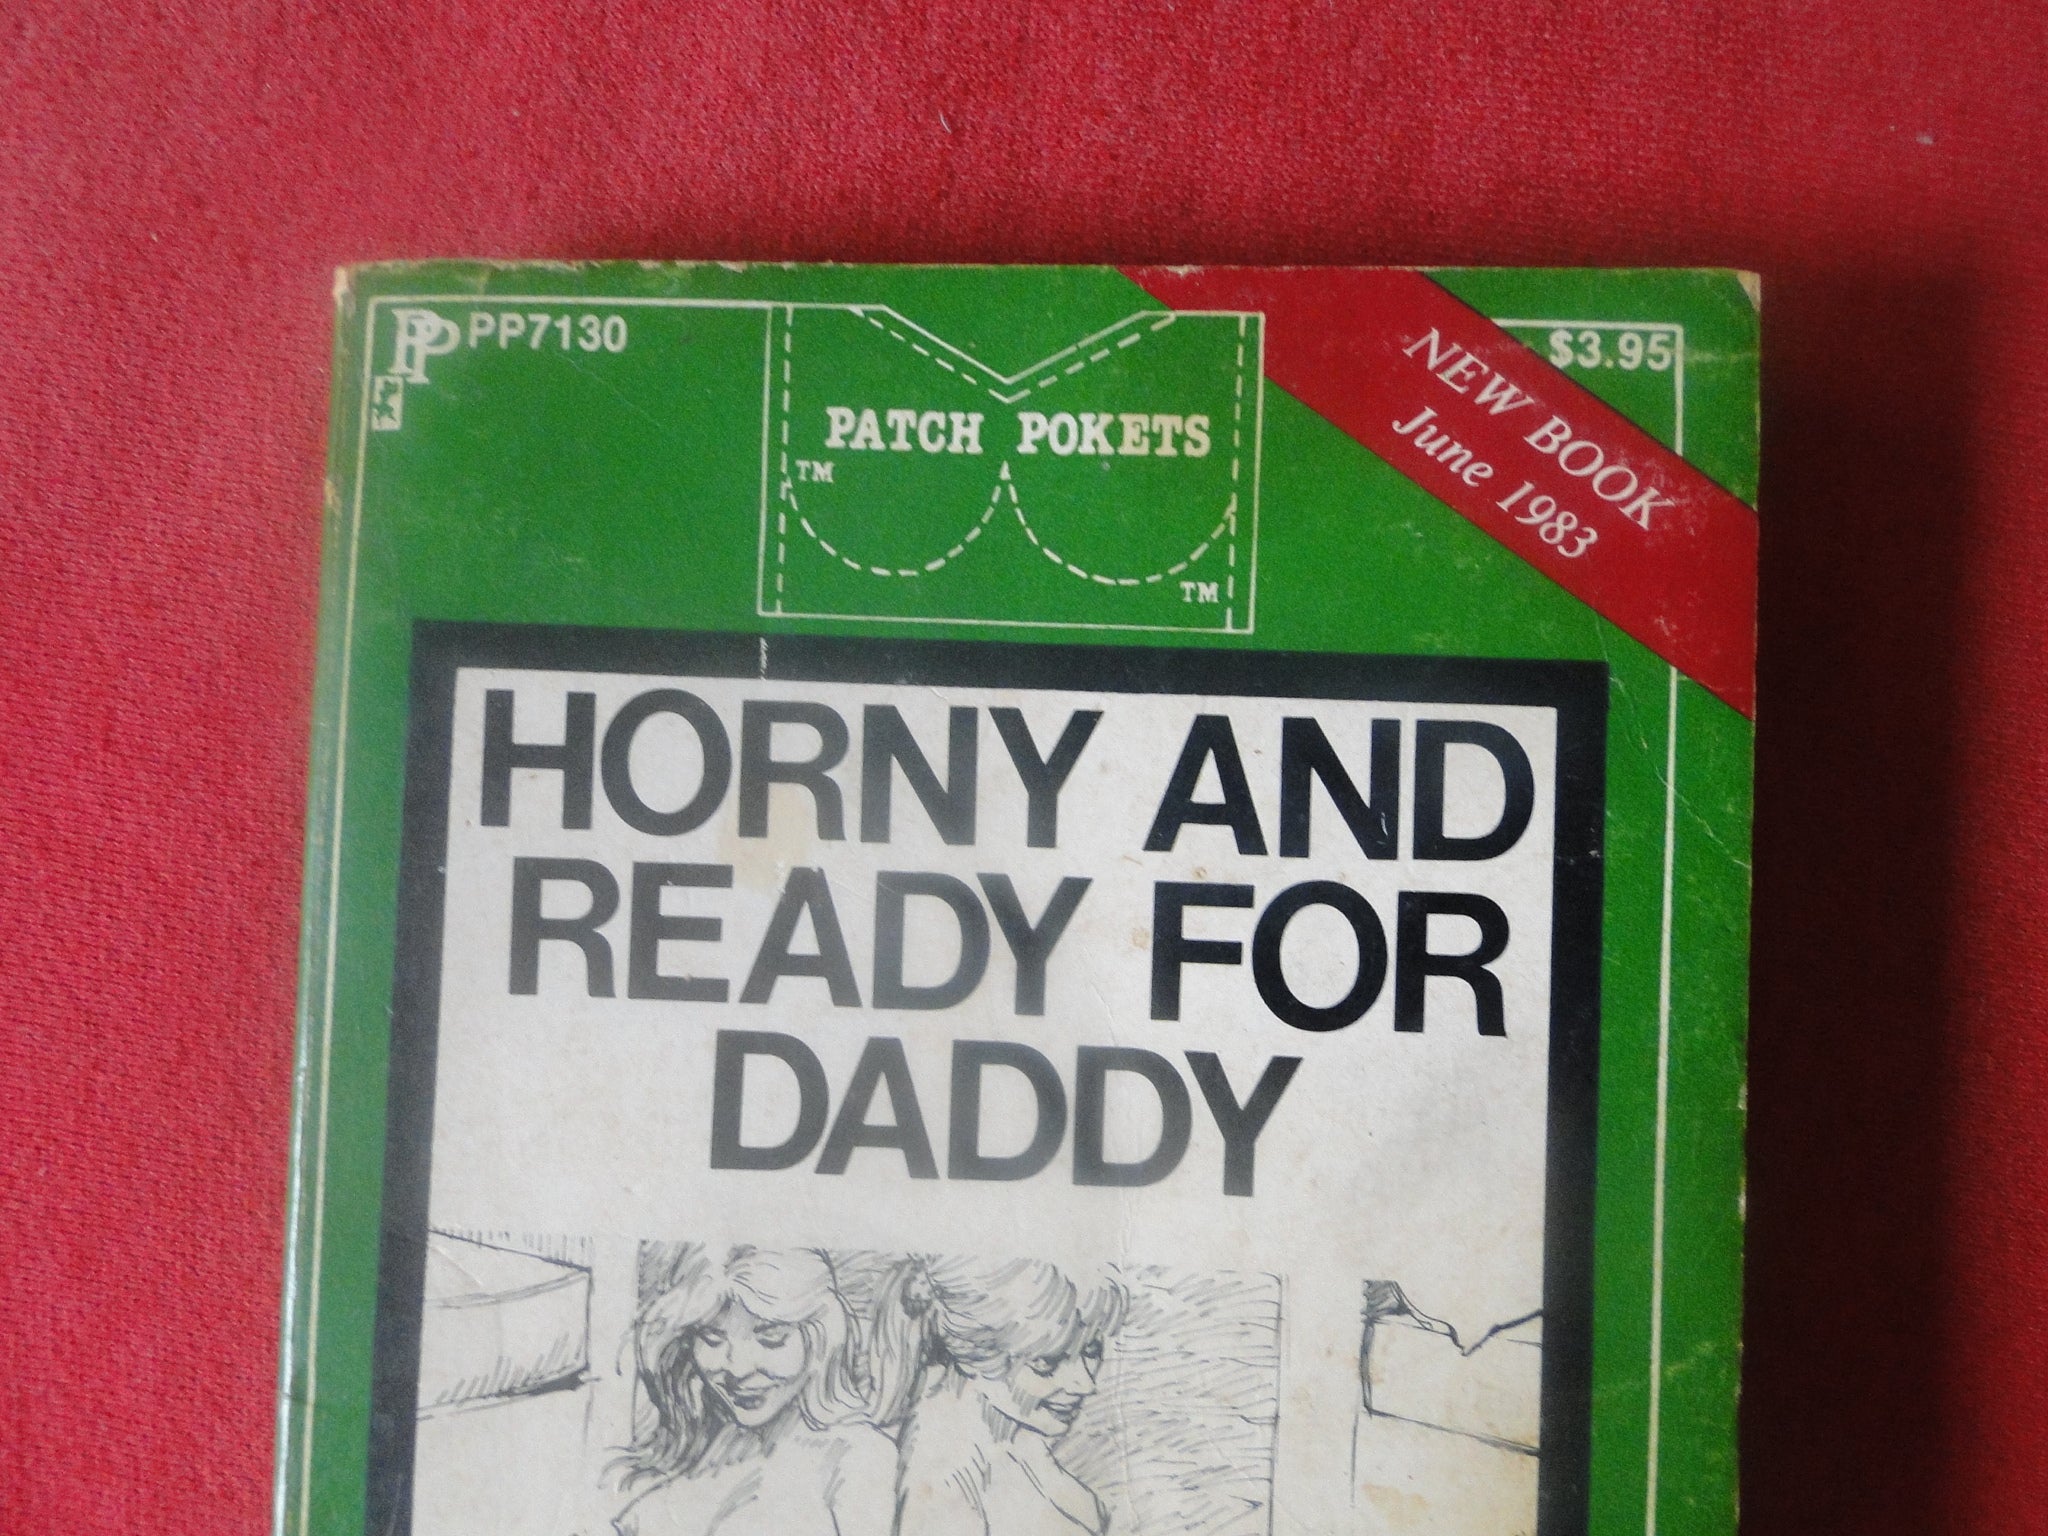 PP PP7130
$3.95
PATCH POKETS
TM
TM
NEW BOOK
June 1983
HORNY AND
READY FOR
DADDY